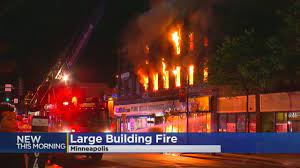 NEW
THIS MORNING
Large Building Fire
Minneapolis